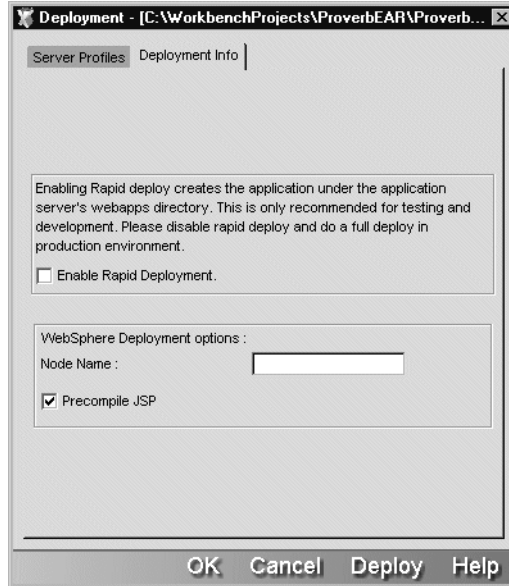 Deployment - [C:\WorkbenchProjects\ProverbEAR\Proverb...
Server Profiles Deployment Info
Enabling Rapid deploy creates the application under the application
server's webapps directory. This is only recommended for testing and
development. Please disable rapid deploy and do a full deploy in
production environment.
Enable Rapid Deployment.
WebSphere Deployment options :
Node Name :
Precompile JSP
OK Cancel Deploy Help